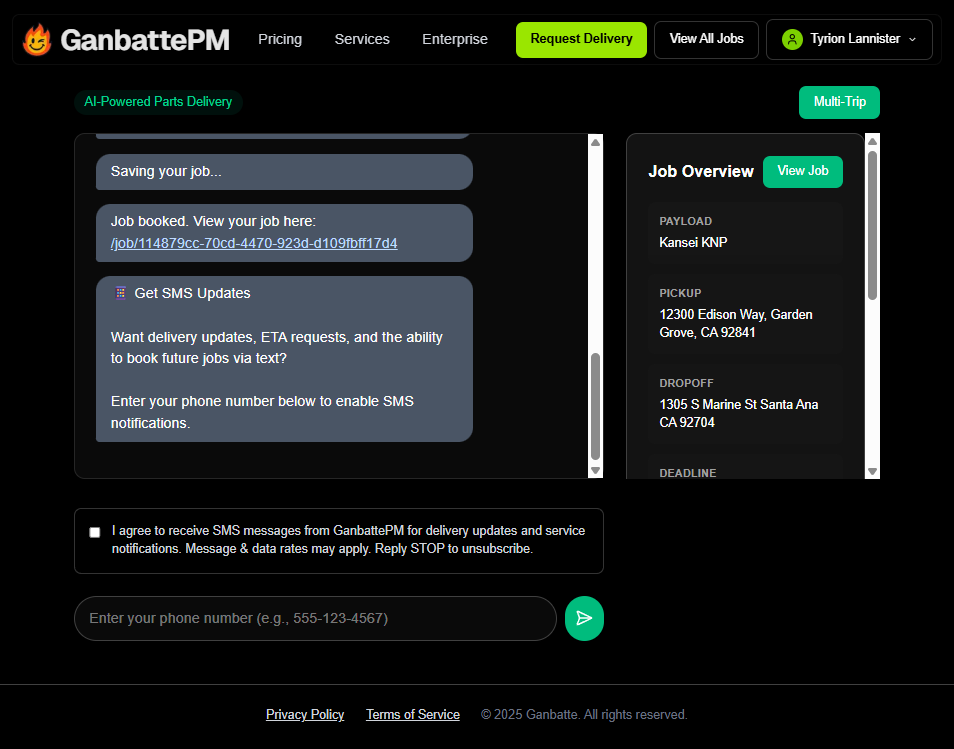 GanbattePM
Pricing
Services
Enterprise
Request Delivery
View All Jobs
Tyrion Lannister
AI-Powered Parts Delivery
Multi-Trip
Saving your job...
Job booked. View your job here:
/job/114879cc-70cd-4470-923d-d109fbff17d4
Get SMS Updates
Want delivery updates, ETA requests, and the ability
to book future jobs via text?
Enter your phone number below to enable SMS
notifications.
Job Overview
View Job
PAYLOAD
Kansei KNP
PICKUP
12300 Edison Way, Garden
Grove, CA 92841
DROPOFF
1305 S Marine St Santa Ana
CA 92704
DEADLINE
I agree to receive SMS messages from GanbattePM for delivery updates and service
notifications. Message & data rates may apply. Reply STOP to unsubscribe.
Enter your phone number (e.g., 555-123-4567)
Privacy Policy
Terms of Service
© 2025 Ganbatte. All rights reserved.